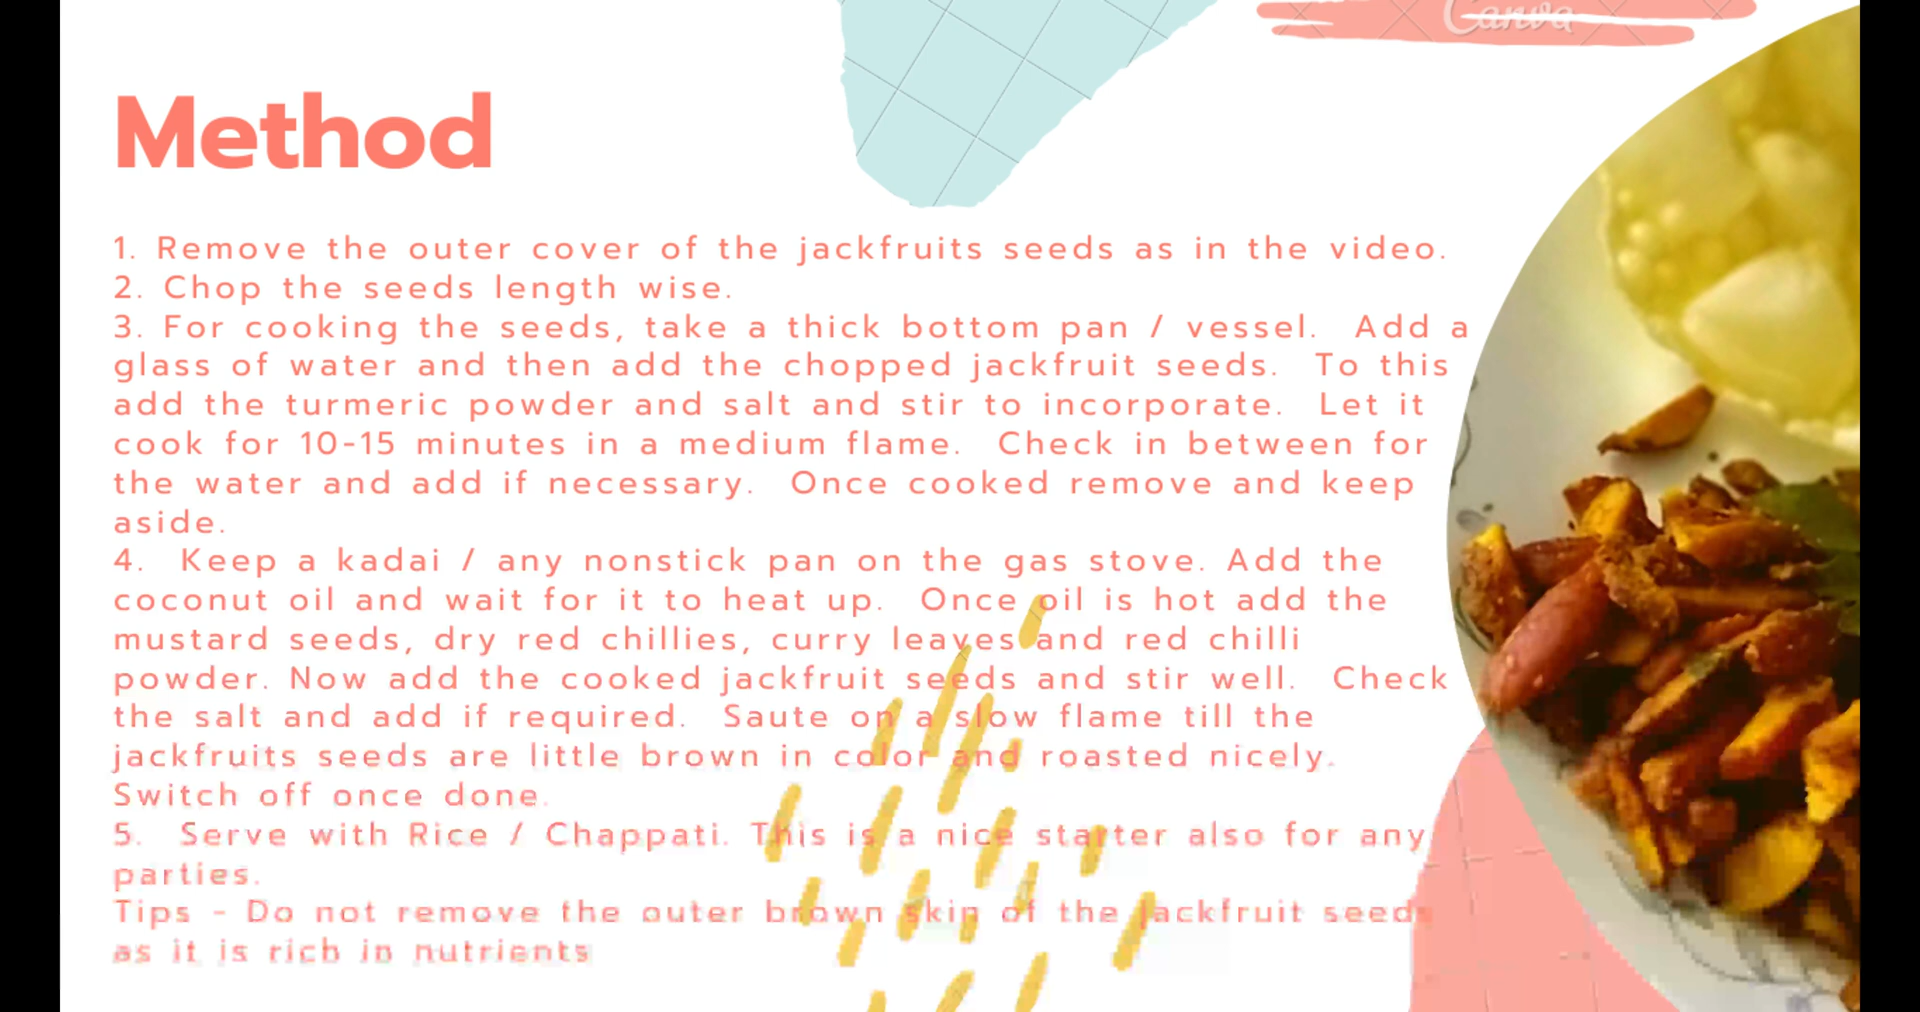 Canva
Method
1. Remove the outer cover of the jackfruits seeds as in the video.
2. Chop the seeds length wise.
3. For cooking the seeds, take a thick bottom pan / vessel. Add a
glass of water and then add the chopped jackfruit seeds. To this
add the turmeric powder and salt and stir to incorporate. Let it
cook for 10-15 minutes in a medium flame. Check in between for
the water and add if necessary. Once cooked remove and keep
aside.
4. Keep a kadai / any nonstick pan on the gas stove. Add the
coconut oil and wait for it to heat up. Once oil is hot add the
mustard seeds, dry red chillies, curry leaves and red chilli
powder. Now add the cooked jackfruit seeds and stir well. Check
the salt and add if required. Saute on a slow flame till the
jackfruits seeds are little brown in color and roasted nicely.
Switch off once done.
5. Serve with Rice / Chappati. This is a nice starter also for any
parties.
Tips - Do not remove the outer brown skin of the jackfruit seeds
as it is rich in nutrients